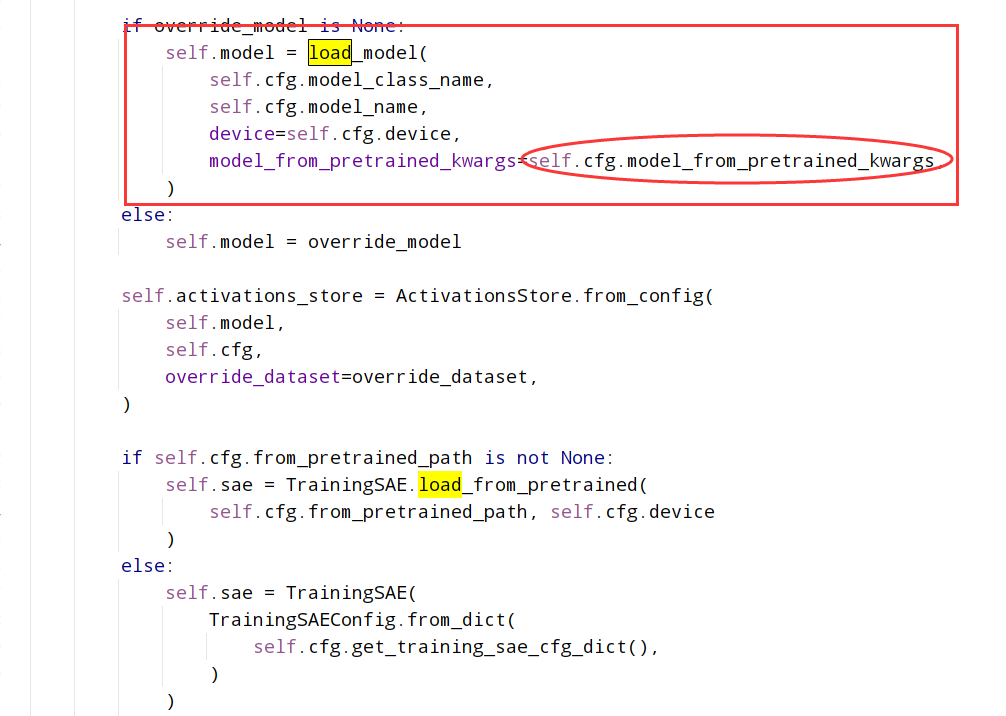 if override_model is None:
self.model = load_model(
self.cfg.model_class_name,
self.cfg.model_name,
device=self.cfg.device,
model_from_pretrained_kwargs=self.cfg.model_from_pretrained_kwargs,
)
else:
self.model = override_model
self.activations_store = ActivationsStore.from_config(
self.model,
self.cfg,
override_dataset=override_dataset,
)
if self.cfg.from_pretrained_path is not None:
self.sae = TrainingSAE.load_from_pretrained(
self.cfg.from_pretrained_path, self.cfg.device
)
else:
self.sae = TrainingSAE(
TrainingSAEConfig.from_dict(
self.cfg.get_training_sae_cfg_dict(),
)
)